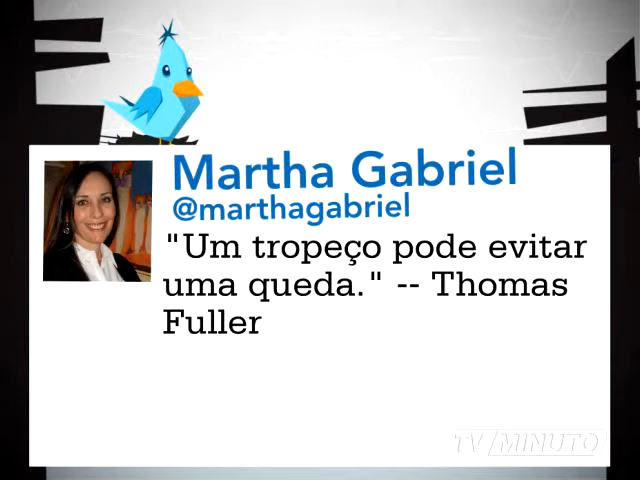 Martha Gabriel
@marthagabriel
"Um tropeço pode evitar
uma queda." -- Thomas
Fuller
TV MINUTO